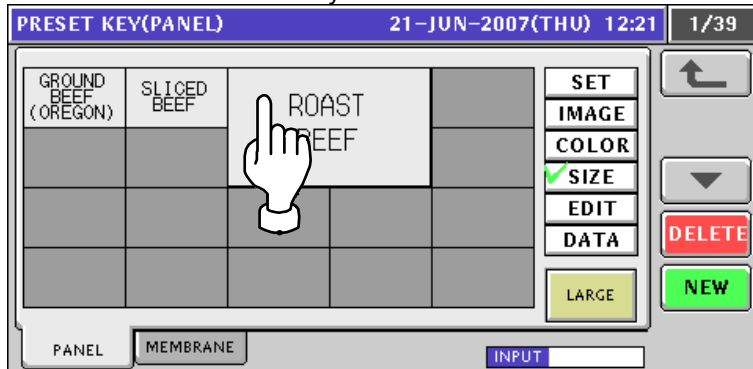 PRESET KEY(PANEL) 21-JUN-2007(THU) 12:21 1/39
GROUND
BEEF
(OREGON)
SLICED
BEEF
ROAST
BEEF
SET
IMAGE
COLOR
SIZE
EDIT
DATA
LARGE
DELETE
NEW
PANEL
MEMBRANE
INPUT